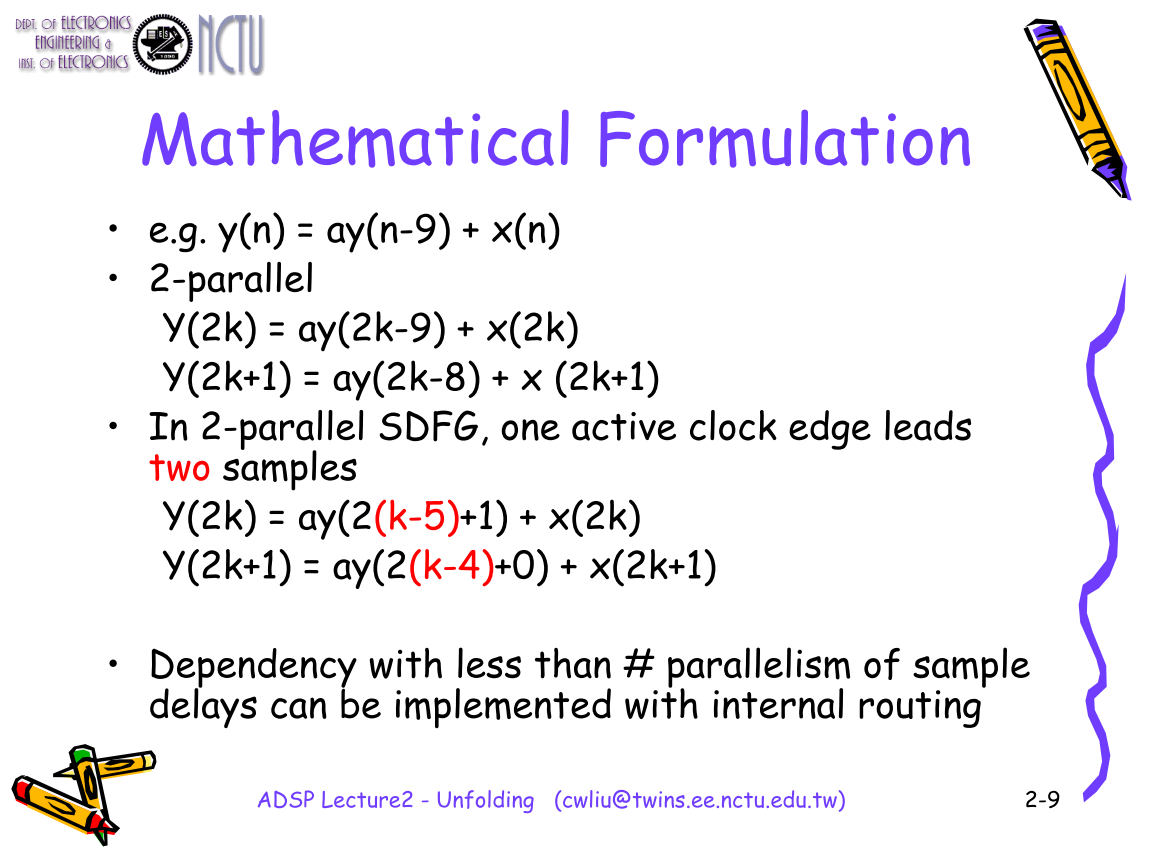 DEPT. OF ELECTRONICS
ENGINEERING &
INST. OF ELECTRONICS
NCTU
Mathematical Formulation
• e.g. y(n) = ay(n-9) + x(n)
• 2-parallel
Y(2k) = ay(2k-9) + x(2k)
Y(2k+1) = ay(2k-8) + x (2k+1)
• In 2-parallel SDFG, one active clock edge leads
two samples
Y(2k) = ay(2(k-5)+1) + x(2k)
Y(2k+1) = ay(2(k-4)+0) + x(2k+1)
• Dependency with less than # parallelism of sample
delays can be implemented with internal routing
ADSP Lecture2 - Unfolding (cwliu@twins.ee.nctu.edu.tw)
2-9